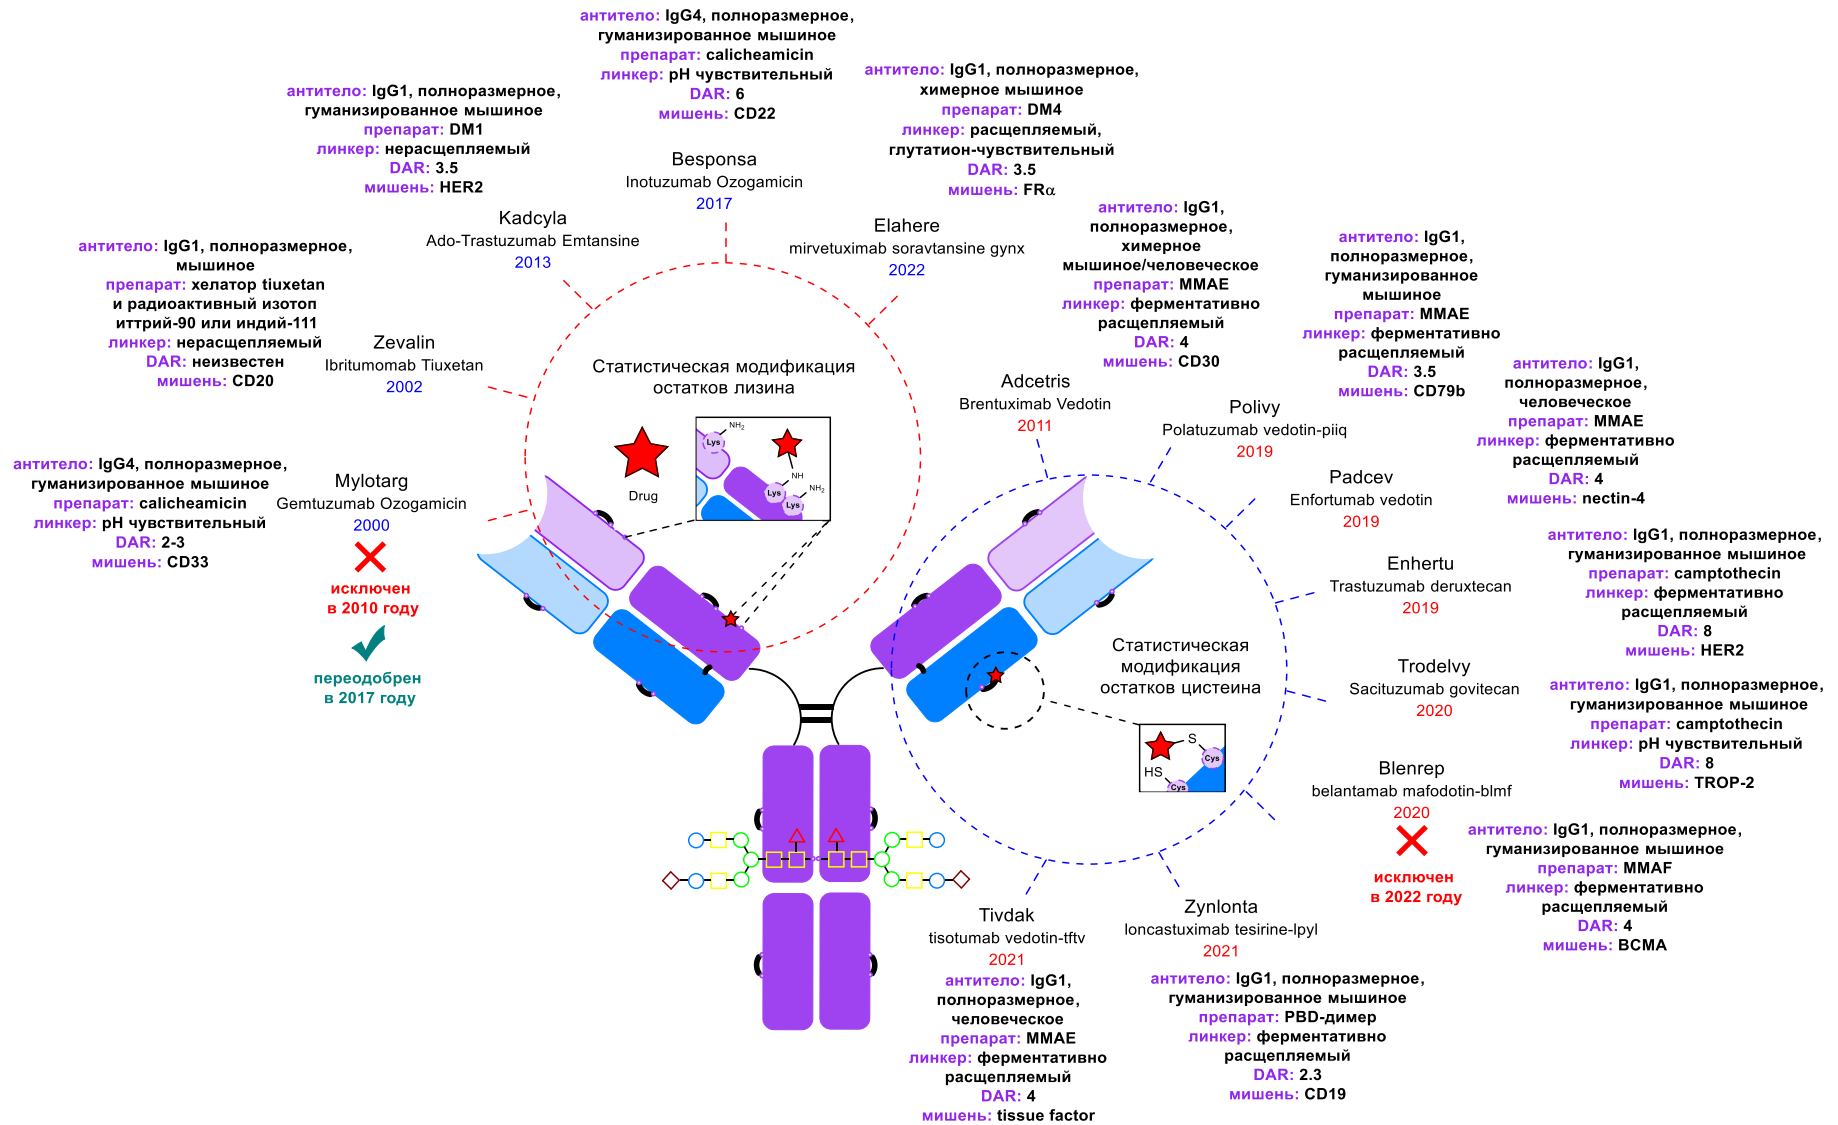 антитело: IgG4, полноразмерное,
гуманизированное мышиное
препарат: calicheamicin
линкер: pH чувствительный
DAR: 6
мишень: CD22
Besponsa
Inotuzumab Ozogamicin
2017
антитело: IgG1, полноразмерное,
гуманизированное мышиное
препарат: DM1
линкер: нерасщепляемый
DAR: 3.5
мишень: HER2
Kadcyla
Ado-Trastuzumab Emtansine
2013
антитело: IgG1, полноразмерное,
химерное мышиное
препарат: DM4
линкер: расщепляемый,
глутатион-чувствительный
DAR: 3.5
мишень: FRα
Elahere
mirvetuximab soravtansine gynx
2022
антитело: IgG1, полноразмерное,
мышиное
препарат: хелатор tiuxetan
и радиоактивный изотоп
иттрий-90 или индий-111
линкер: нерасщепляемый
DAR: неизвестен
мишень: CD20
Zevalin
Ibritumomab Tiuxetan
2002
антитело: IgG4, полноразмерное,
гуманизированное мышиное
препарат: calicheamicin
линкер: pH чувствительный
DAR: 2-3
мишень: CD33
Mylotarg
Gemtuzumab Ozogamicin
2000
исключен
в 2010 году
переодобрен
в 2017 году
Статистическая модификация
остатков лизина
Drug
Lys
NH2
NH
Lys
NH2
Lys
антитело: IgG1,
полноразмерное,
химерное
мышиное/человеческое
препарат: MMAE
линкер: ферментативно
расщепляемый
DAR: 4
мишень: CD30
Adcetris
Brentuximab Vedotin
2011
антитело: IgG1,
полноразмерное,
гуманизированное
мышиное
препарат: MMAE
линкер: ферментативно
расщепляемый
DAR: 3.5
мишень: CD79b
Polivy
Polatuzumab vedotin-piiq
2019
антитело: IgG1,
полноразмерное,
человеческое
препарат: MMAE
линкер: ферментативно
расщепляемый
DAR: 4
мишень: nectin-4
Padcev
Enfortumab vedotin
2019
антитело: IgG1, полноразмерное,
гуманизированное мышиное
препарат: camptothecin
линкер: ферментативно
расщепляемый
DAR: 8
мишень: HER2
Enhertu
Trastuzumab deruxtecan
2019
антитело: IgG1, полноразмерное,
гуманизированное мышиное
препарат: camptothecin
линкер: pH чувствительный
DAR: 8
мишень: TROP-2
Trodelvy
Sacituzumab govitecan
2020
Статистическая
модификация
остатков цистеина
S
Cys
HS
Cys
Blenrep
belantamab mafodotin-blmf
2020
исключен
в 2022 году
антитело: IgG1, полноразмерное,
гуманизированное мышиное
препарат: MMAF
линкер: ферментативно
расщепляемый
DAR: 4
мишень: BCMA
Tivdak
tisotumab vedotin-tftv
2021
антитело: IgG1,
полноразмерное,
человеческое
препарат: MMAE
линкер: ферментативно
расщепляемый
DAR: 4
мишень: tissue factor
Zynlonta
loncastuximab tesirine-lpyl
2021
антитело: IgG1, полноразмерное,
гуманизированное мышиное
препарат: PBD-димер
линкер: ферментативно
расщепляемый
DAR: 2.3
мишень: CD19